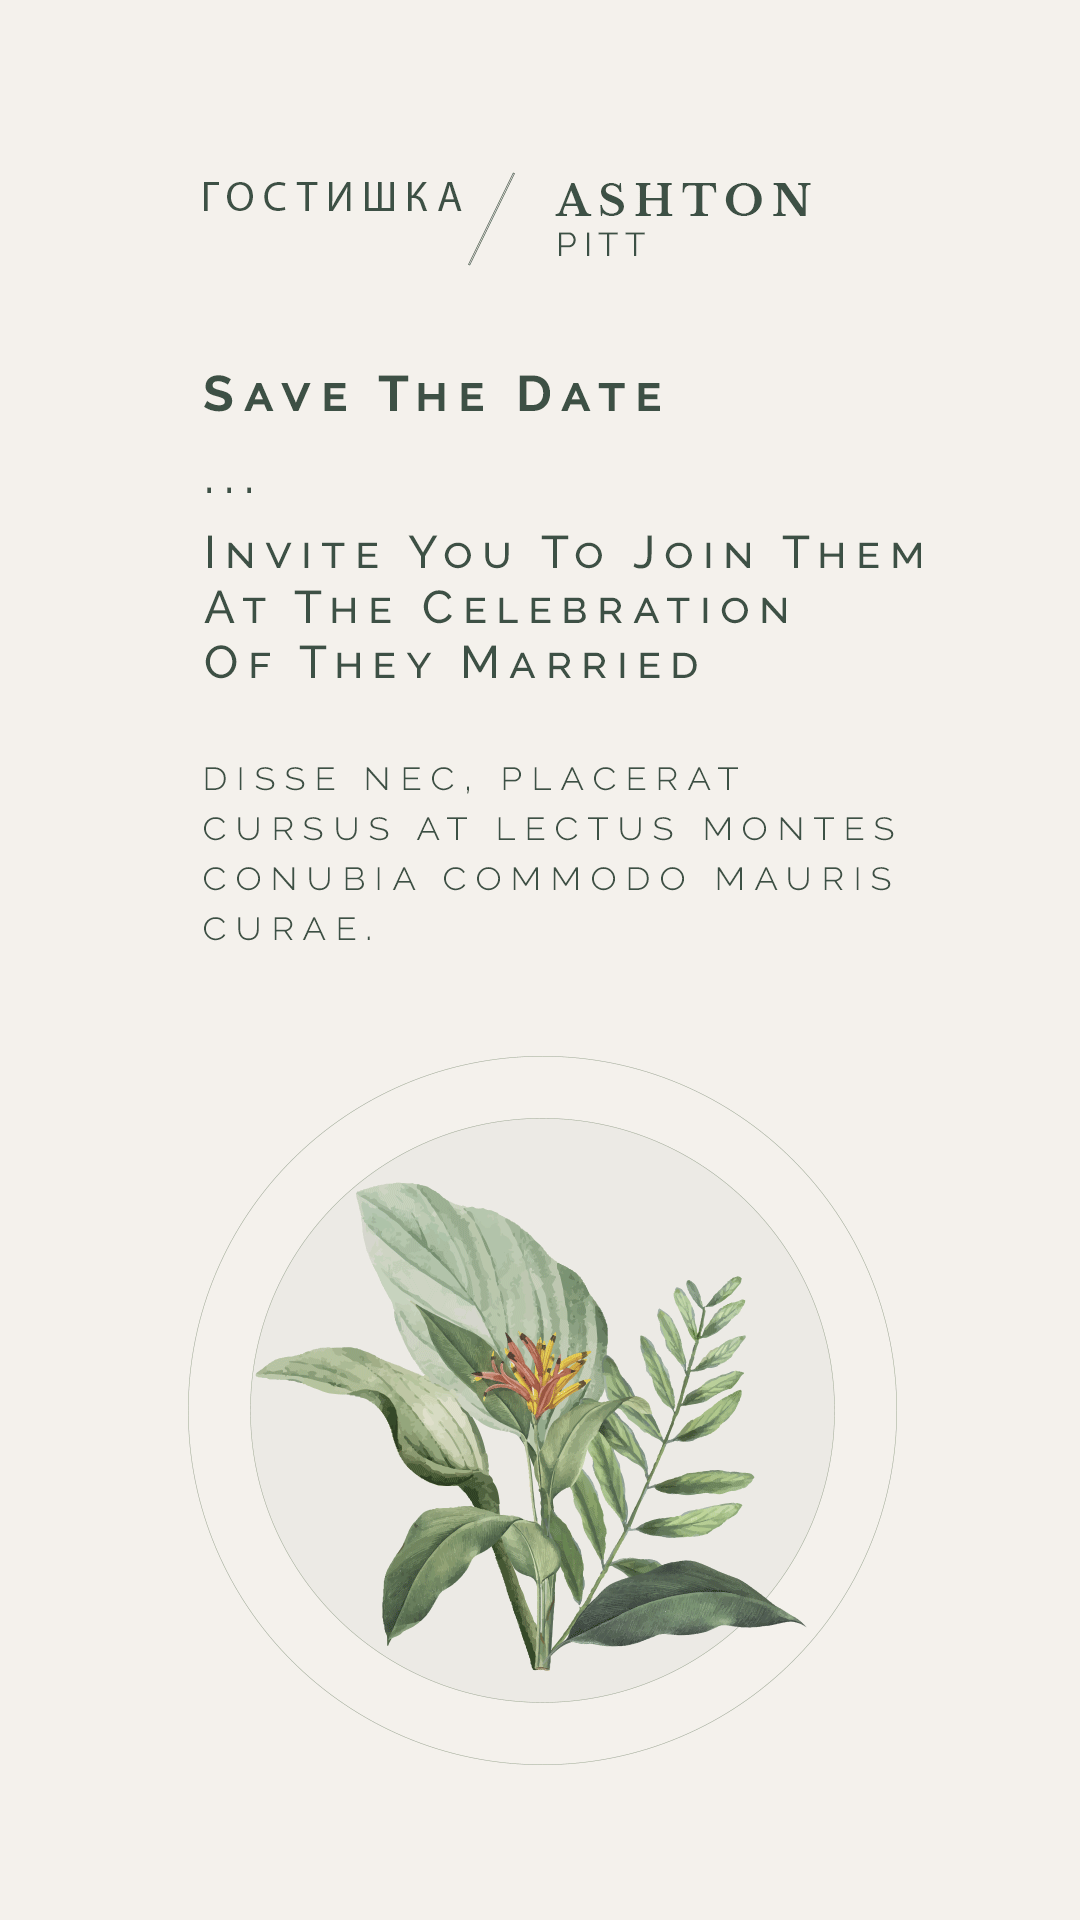 ГОСТИШКА / ASHTON
PITT
Save The Date
...
Invite You To Join Them
At The Celebration
Of They Married
DISSE NEC, PLACERAT
CURSUS AT LECTUS MONTES
CONUBIA COMMODO MAURIS
CURAE.